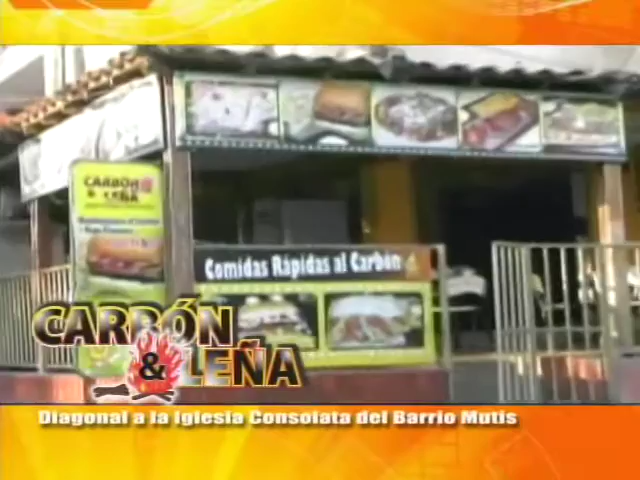 CARBÓN
& LEÑA
Comidas Rápidas al Carbón
CARBÓN
& LEÑA
Diagonal a la Iglesia Consolata del Barrio Mutis